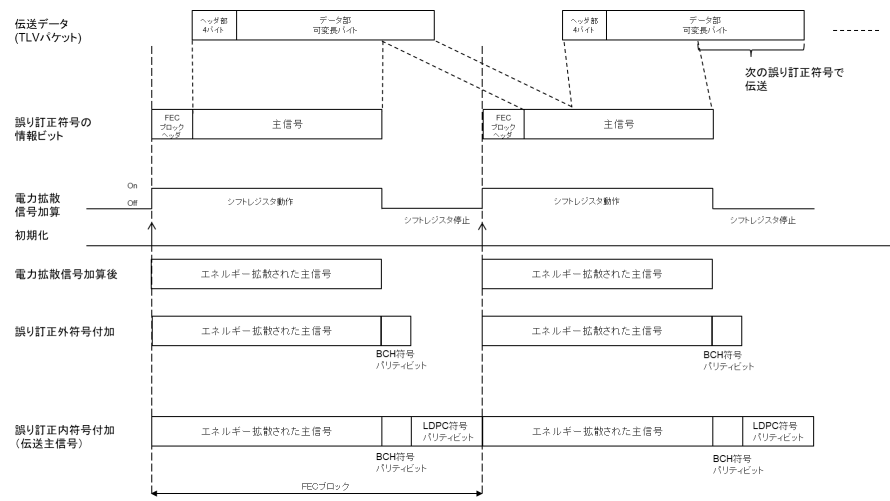 伝送データ
(TLVパケット)
ヘッダ部
4バイト
データ部
可変長バイト
ヘッダ部
4バイト
データ部
可変長バイト
次の誤り訂正符号で
伝送
誤り訂正符号の
情報ビット
FEC
ブロック
ヘッダ
主信号
FEC
ブロック
ヘッダ
主信号
電力拡散
信号加算
On
Off
シフトレジスタ動作
シフトレジスタ停止
シフトレジスタ動作
シフトレジスタ停止
初期化
電力拡散信号加算後
エネルギー拡散された主信号
エネルギー拡散された主信号
誤り訂正外符号付加
エネルギー拡散された主信号
BCH符号
パリティビット
エネルギー拡散された主信号
BCH符号
パリティビット
誤り訂正内符号付加
（伝送主信号）
エネルギー拡散された主信号
LDPC符号
パリティビット
BCH符号
パリティビット
エネルギー拡散された主信号
LDPC符号
パリティビット
BCH符号
パリティビット
FECブロック